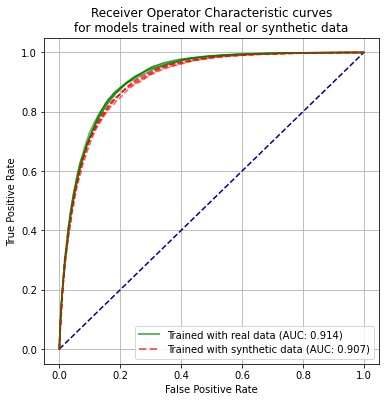 Receiver Operator Characteristic curves
for models trained with real or synthetic data
True Positive Rate
1.0
0.8
0.6
0.4
0.2
0.0
Trained with real data (AUC: 0.914)
Trained with synthetic data (AUC: 0.907)
0.0 0.2 0.4 0.6 0.8 1.0
False Positive Rate